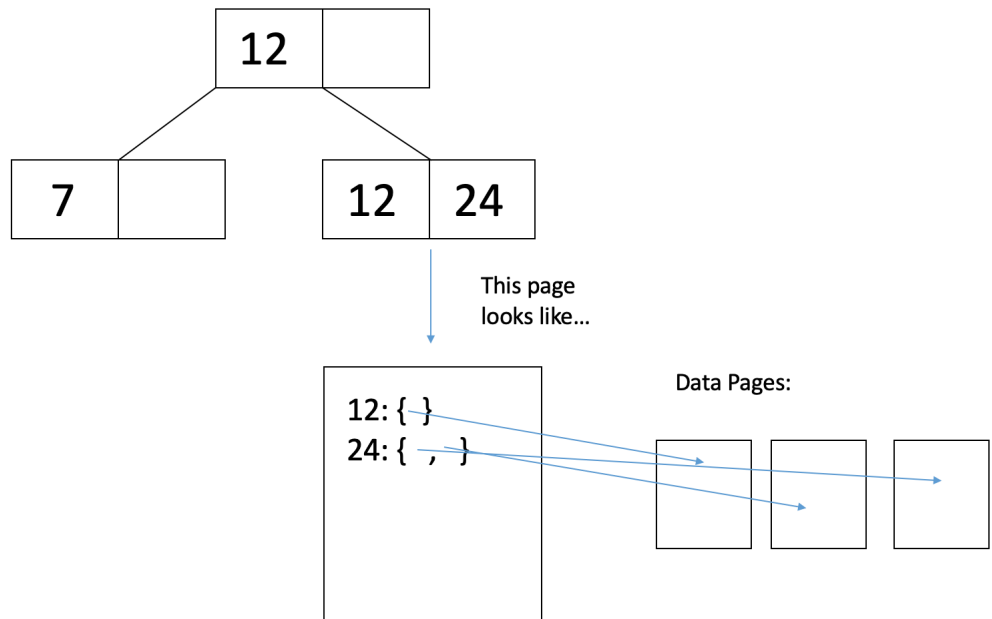 12
7
12 24
This page
looks like...
Data Pages:
12: { }
24: { , }